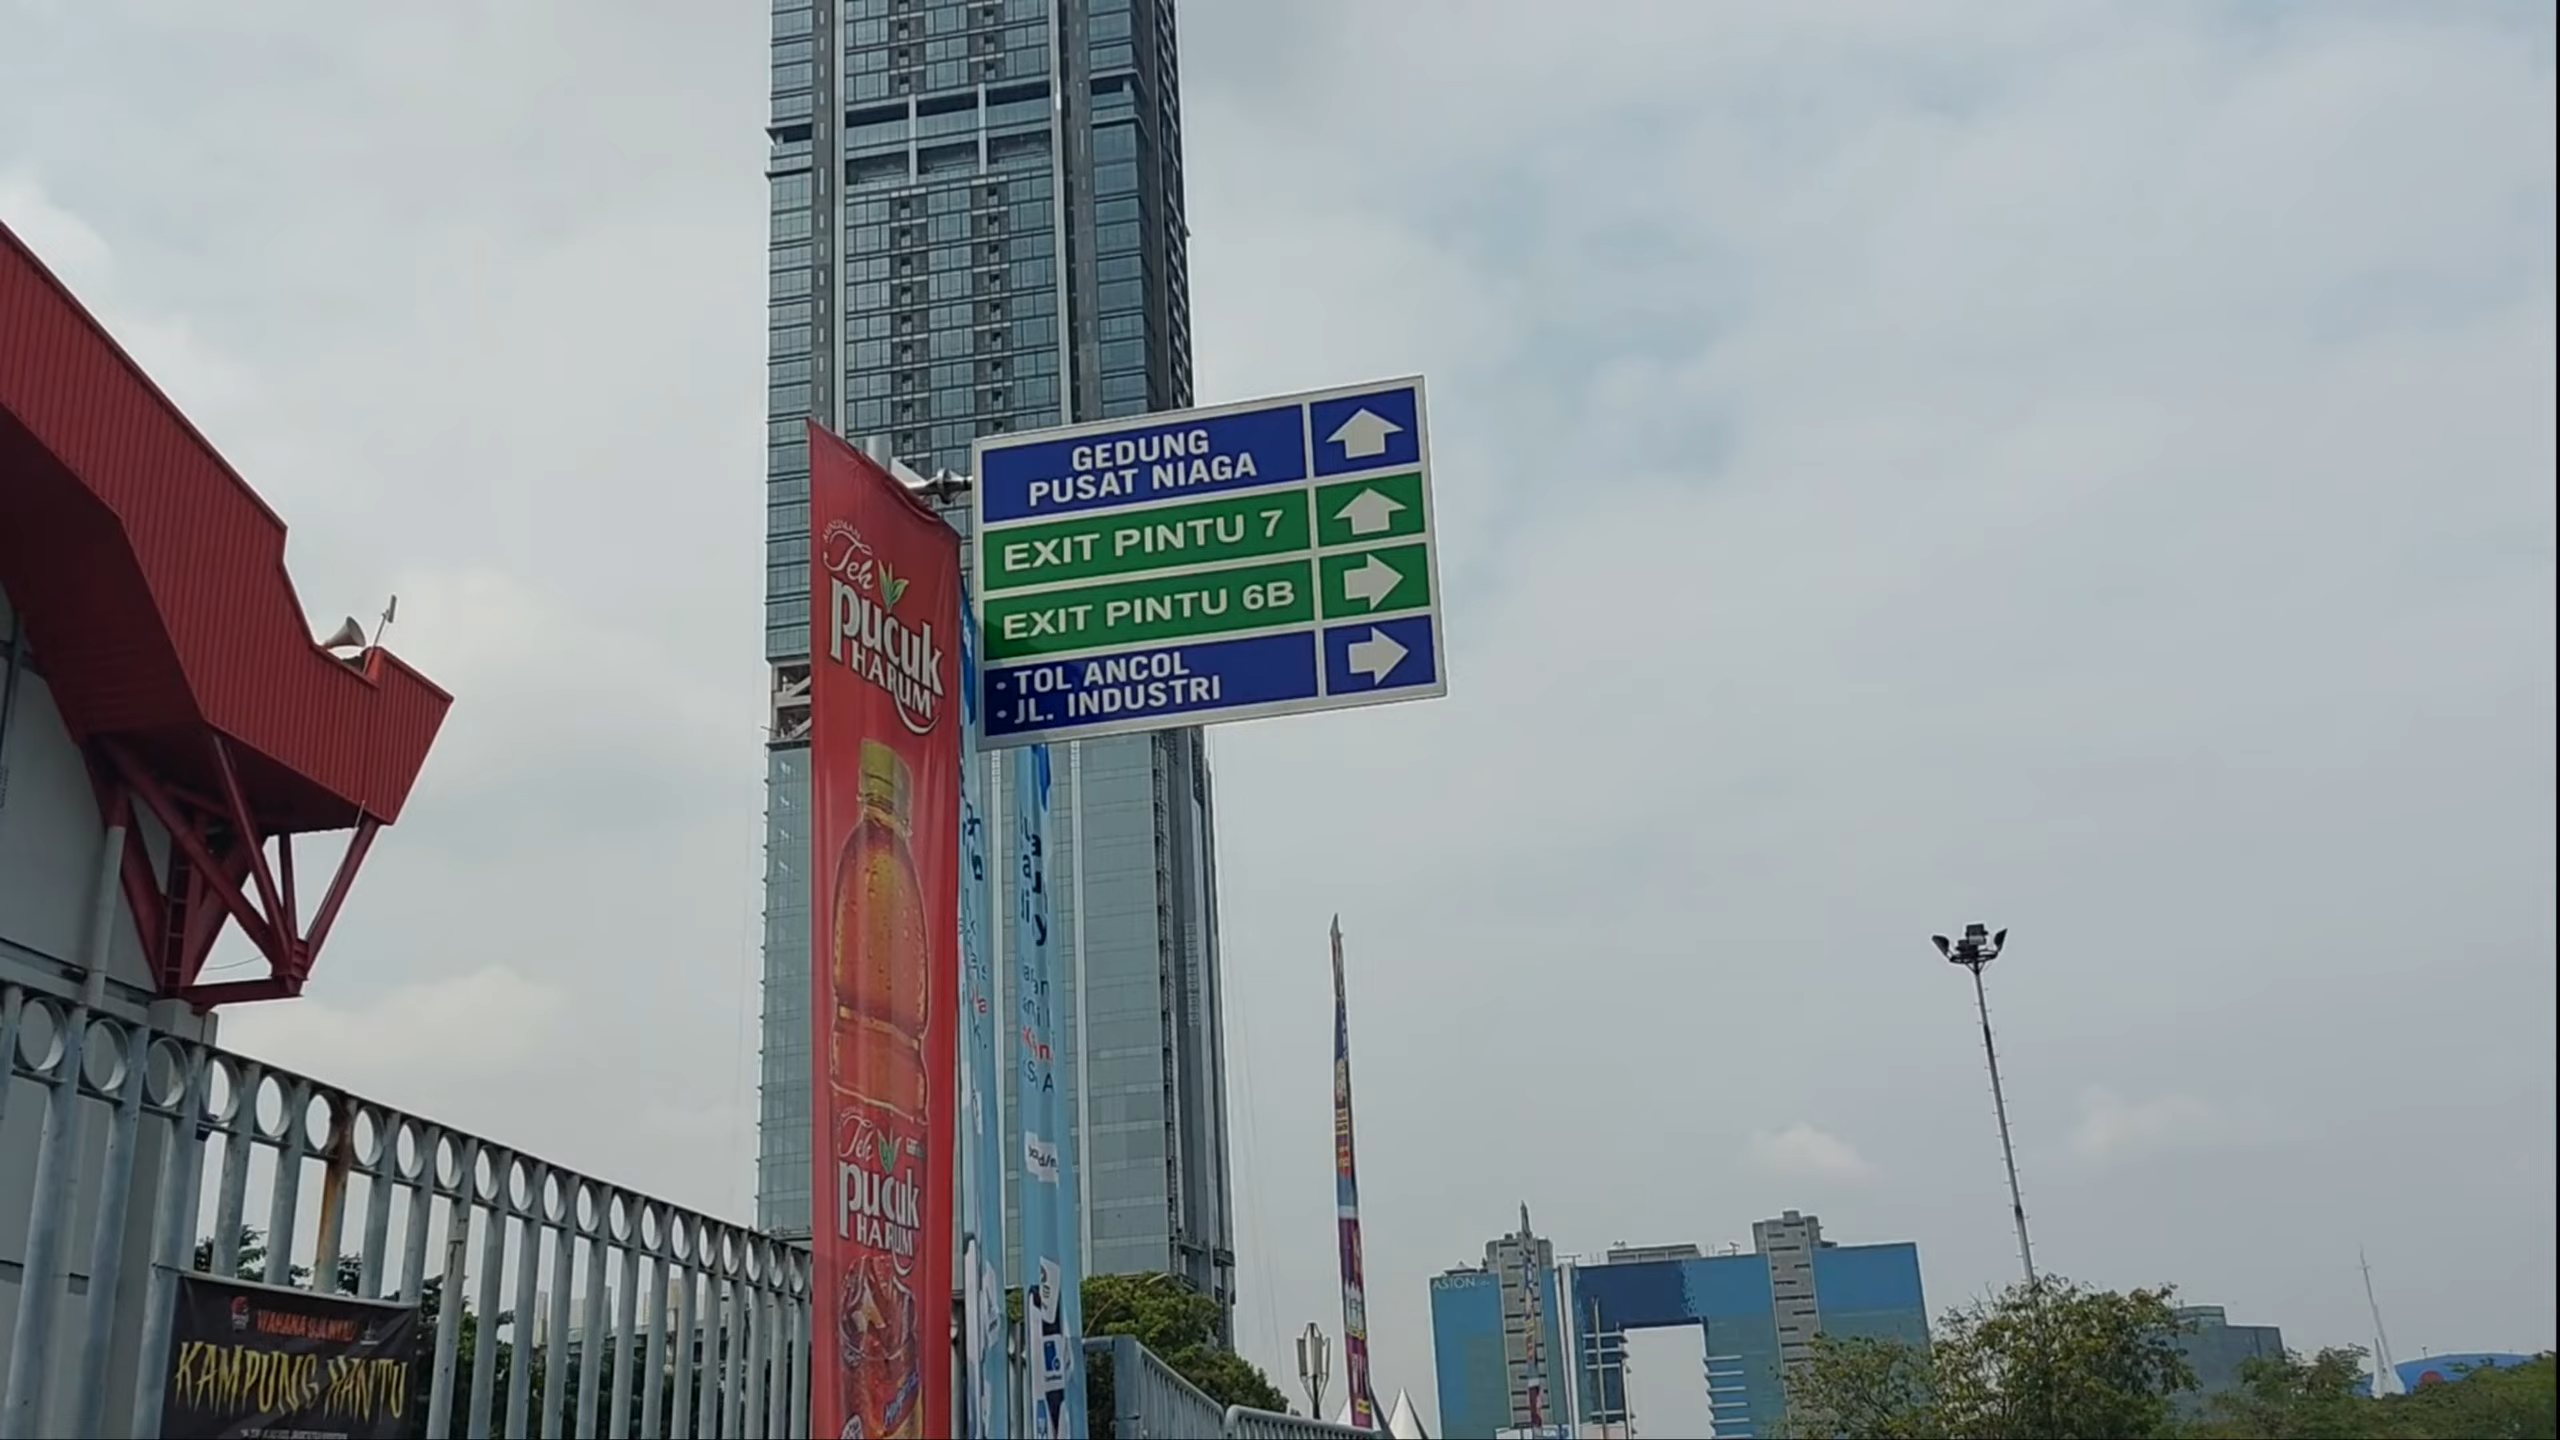 GEDUNG
PUSAT NIAGA
EXIT PINTU 7
EXIT PINTU 6B
• TOL ANCOL
• JL. INDUSTRI
Teh
pucuk
HARUM
Teh
pucuk
HARUM
ASTON
KAMPUNG HANTU